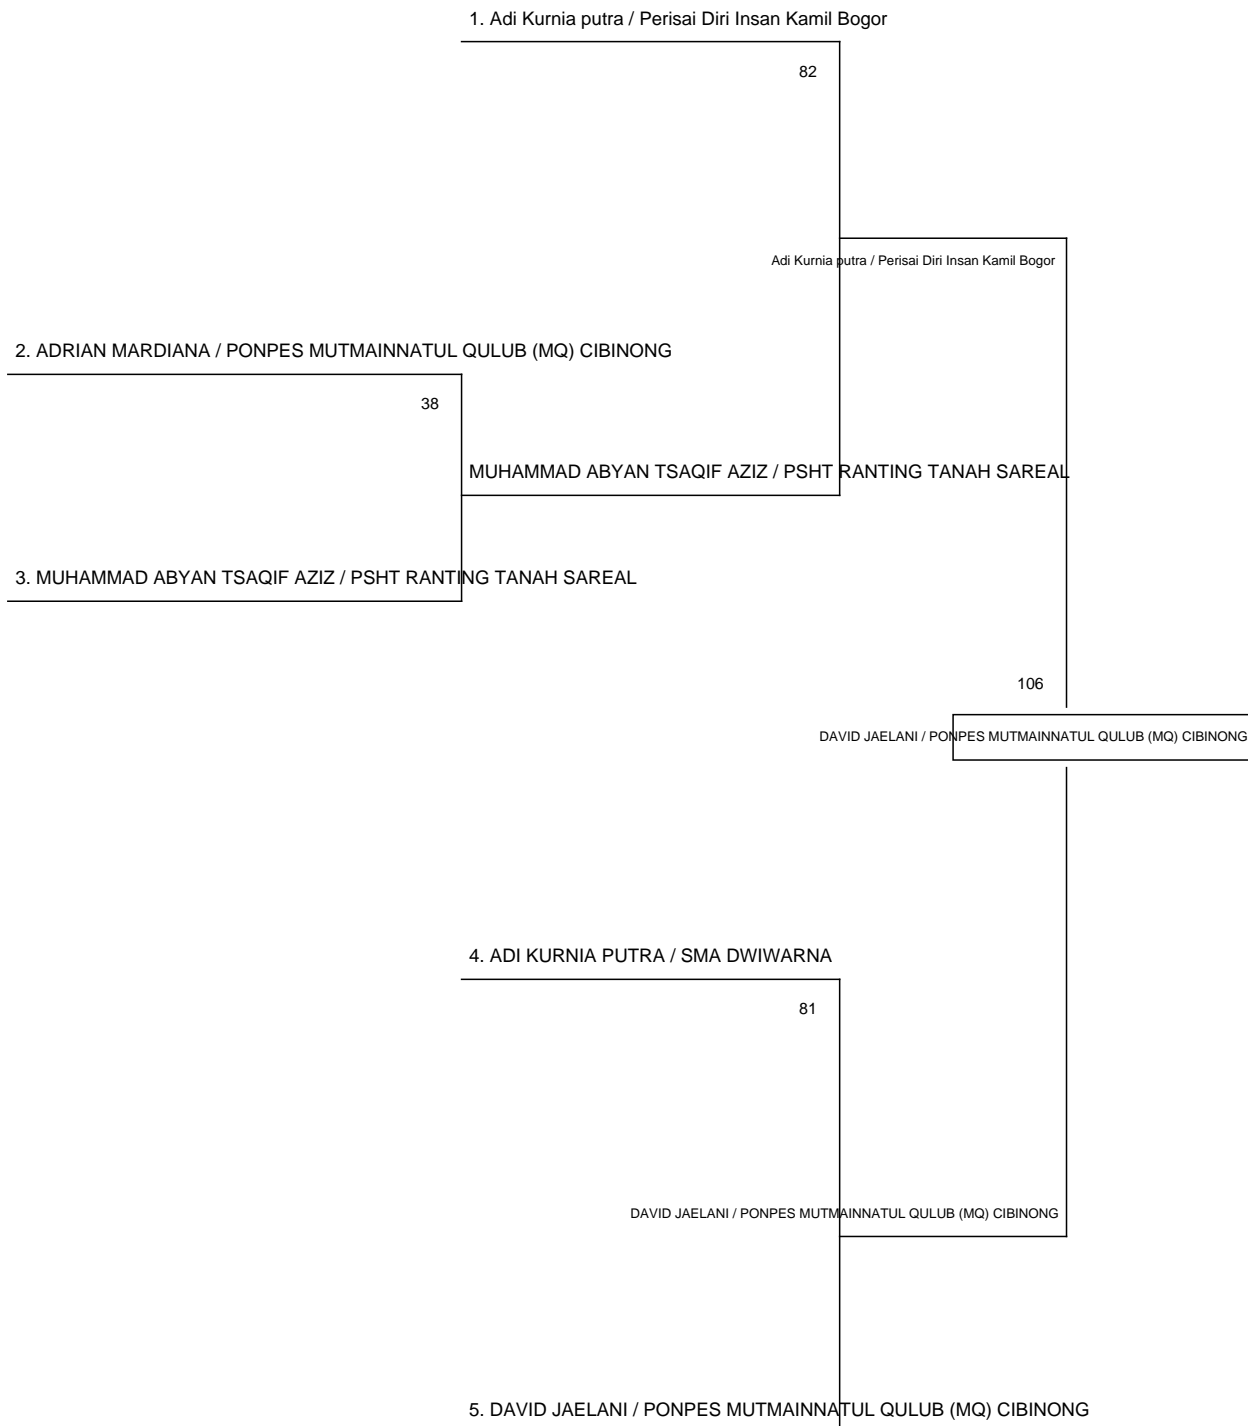 1. Adi Kurnia putra / Perisai Diri Insan Kamil Bogor
82
Adi Kurnia putra / Perisai Diri Insan Kamil Bogor
2. ADRIAN MARDIANA / PONPES MUTMAINNATUL QULUB (MQ) CIBINONG
38
MUHAMMAD ABYAN TSAQIF AZIZ / PSHT RANTING TANAH SAREAL
3. MUHAMMAD ABYAN TSAQIF AZIZ / PSHT RANTING TANAH SAREAL
106
DAVID JAELANI / PONPES MUTMAINNATUL QULUB (MQ) CIBINONG
4. ADI KURNIA PUTRA / SMA DWIWARNA
81
DAVID JAELANI / PONPES MUTMAINNATUL QULUB (MQ) CIBINONG
5. DAVID JAELANI / PONPES MUTMAINNATUL QULUB (MQ) CIBINONG